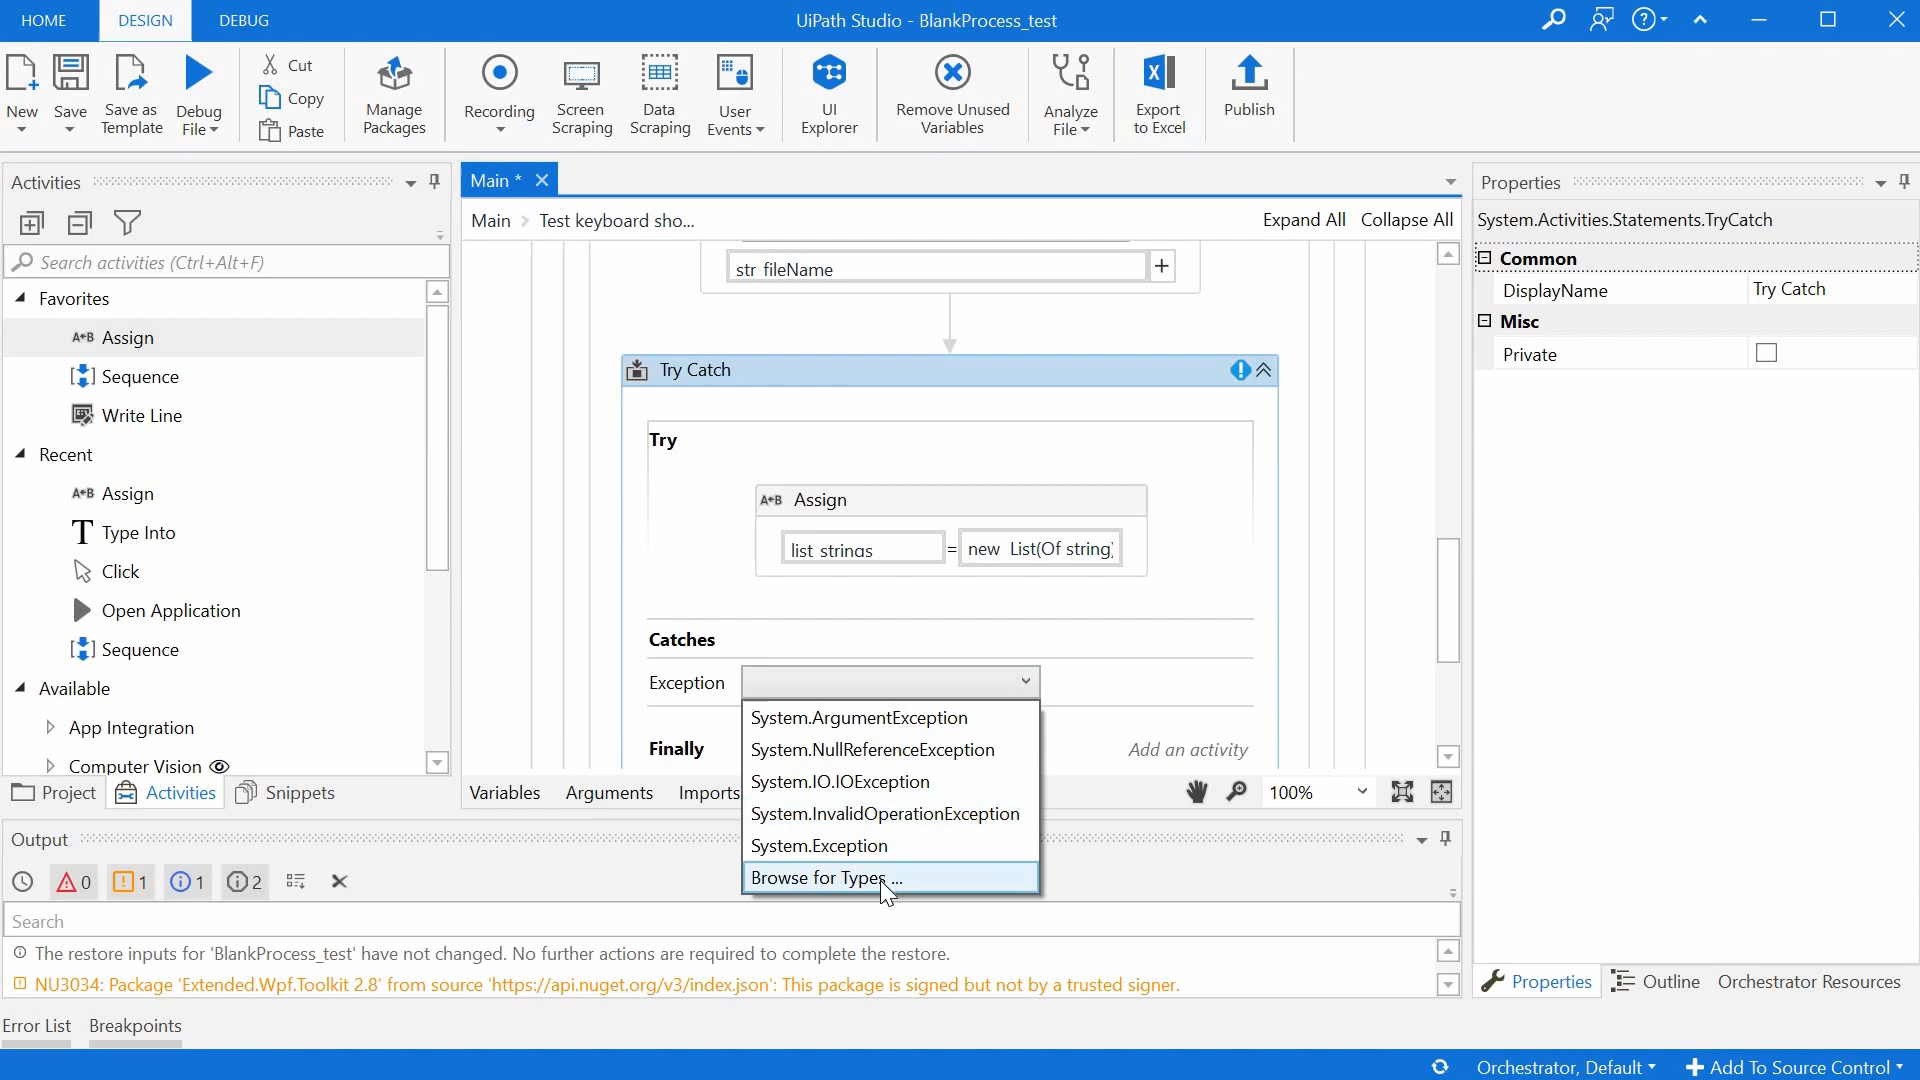 HOME
DESIGN
DEBUG
UiPath Studio - BlankProcess_test
New
Save
Save as
Template
Debug
File
Cut
Copy
Paste
Manage
Packages
Recording
Screen
Scraping
Data
Scraping
User
Events
UI
Explorer
Remove Unused
Variables
Analyze
File
Export
to Excel
Publish
Activities
Search activities (Ctrl+Alt+F)
Favorites
A←B Assign
Sequence
Write Line
Recent
A←B Assign
Type Into
Click
Open Application
Sequence
Available
App Integration
Computer Vision
Project
Activities
Snippets
Main *
Main > Test keyboard sho...
Expand All
Collapse All
str fileName
Try Catch
Try
A←B Assign
list strings = new List(Of string)
Catches
Exception
System.ArgumentException
System.NullReferenceException
System.IO.IOException
System.InvalidOperationException
System.Exception
Browse for Types ...
Finally
Add an activity
Variables
Arguments
Imports
100%
Properties
System.Activities.Statements.TryCatch
Common
DisplayName
Try Catch
Misc
Private
Output
0
1
1
2
Search
The restore inputs for 'BlankProcess_test' have not changed. No further actions are required to complete the restore.
NU3034: Package 'Extended.Wpf.Toolkit 2.8' from source 'https://api.nuget.org/v3/index.json': This package is signed but not by a trusted signer.
Properties
Outline
Orchestrator Resources
Error List
Breakpoints
Orchestrator, Default
Add To Source Control